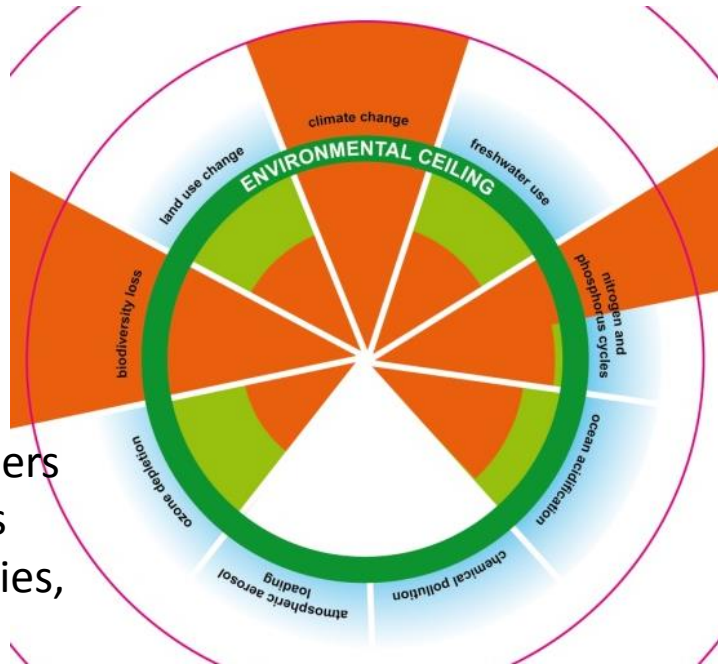 climate change
ENVIRONMENTAL CEILING
freshwater use
nitrogen and
phosphorus cycles
ocean acidification
chemical pollution
atmospheric aerosol
loading
ozone depletion
biodiversity loss
land use change
ers
s
ies,